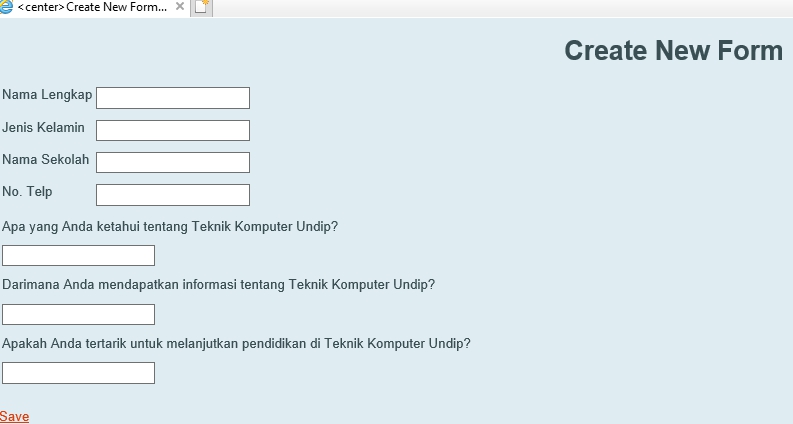 <center>Create New Form...
Create New Form
Nama Lengkap
Jenis Kelamin
Nama Sekolah
No. Telp
Apa yang Anda ketahui tentang Teknik Komputer Undip?
Darimana Anda mendapatkan informasi tentang Teknik Komputer Undip?
Apakah Anda tertarik untuk melanjutkan pendidikan di Teknik Komputer Undip?
Save